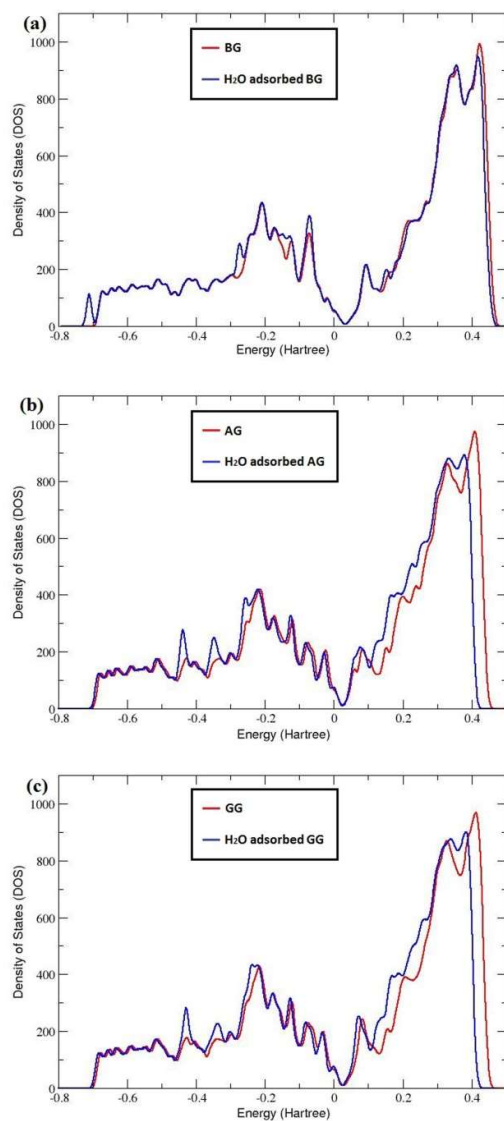 (a)
1000
800
600
400
200
0
Density of States (DOS)
BG
H₂O adsorbed BG
-0.8 -0.6 -0.4 -0.2 0 0.2 0.4
Energy (Hartree)
(b)
1000
800
600
400
200
0
Density of States (DOS)
AG
H₂O adsorbed AG
-0.8 -0.6 -0.4 -0.2 0 0.2 0.4
Energy (Hartree)
(c)
1000
800
600
400
200
0
Density of States (DOS)
GG
H₂O adsorbed GG
-0.8 -0.6 -0.4 -0.2 0 0.2 0.4
Energy (Hartree)